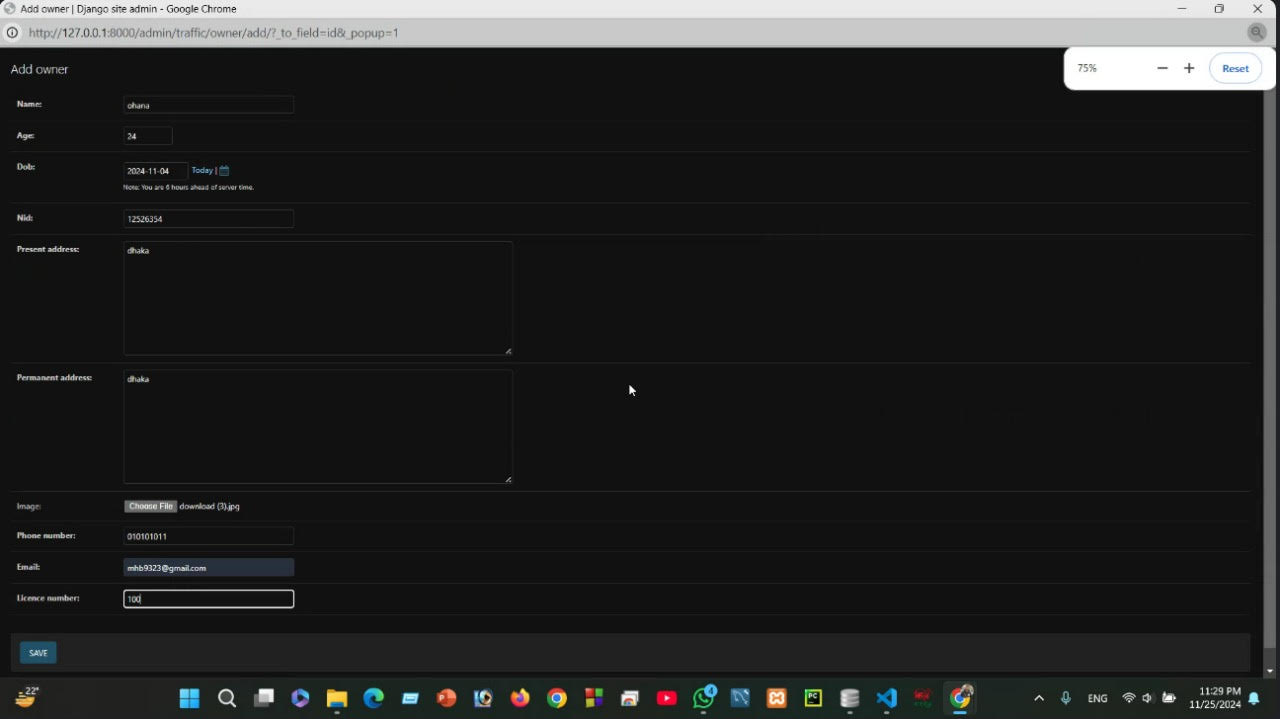 Add owner | Django site admin - Google Chrome
http://127.0.0.1:8000/admin/traffic/owner/add/?_to_field=id&_popup=1
75%
Reset
Add owner
Name: ohana
Age: 24
Dob: 2024-11-04 Today |
Note: You are 6 hours ahead of server time.
Nid: 12526354
Present address: dhaka
Permanent address: dhaka
Image: Choose File download (3).jpg
Phone number: 010101011
Email: mhb9323@gmail.com
Licence number: 100
SAVE
22°
4
PC
ENG
11:29 PM
11/25/2024